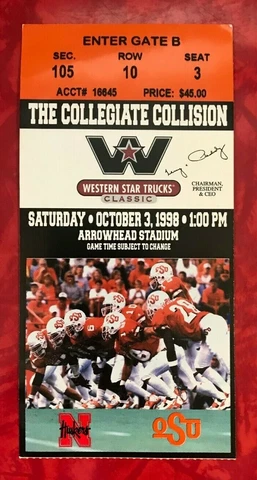 ENTER GATE B
SEC. ROW SEAT
105 10 3
ACCT# 16645 PRICE: $45.00
THE COLLEGIATE COLLISION
W
WESTERN STAR TRUCKS
CLASSIC
CHAIRMAN,
PRESIDENT
& CEO
SATURDAY • OCTOBER 3, 1998 • 1:00 PM
ARROWHEAD STADIUM
GAME TIME SUBJECT TO CHANGE
N
Huskers
OSU